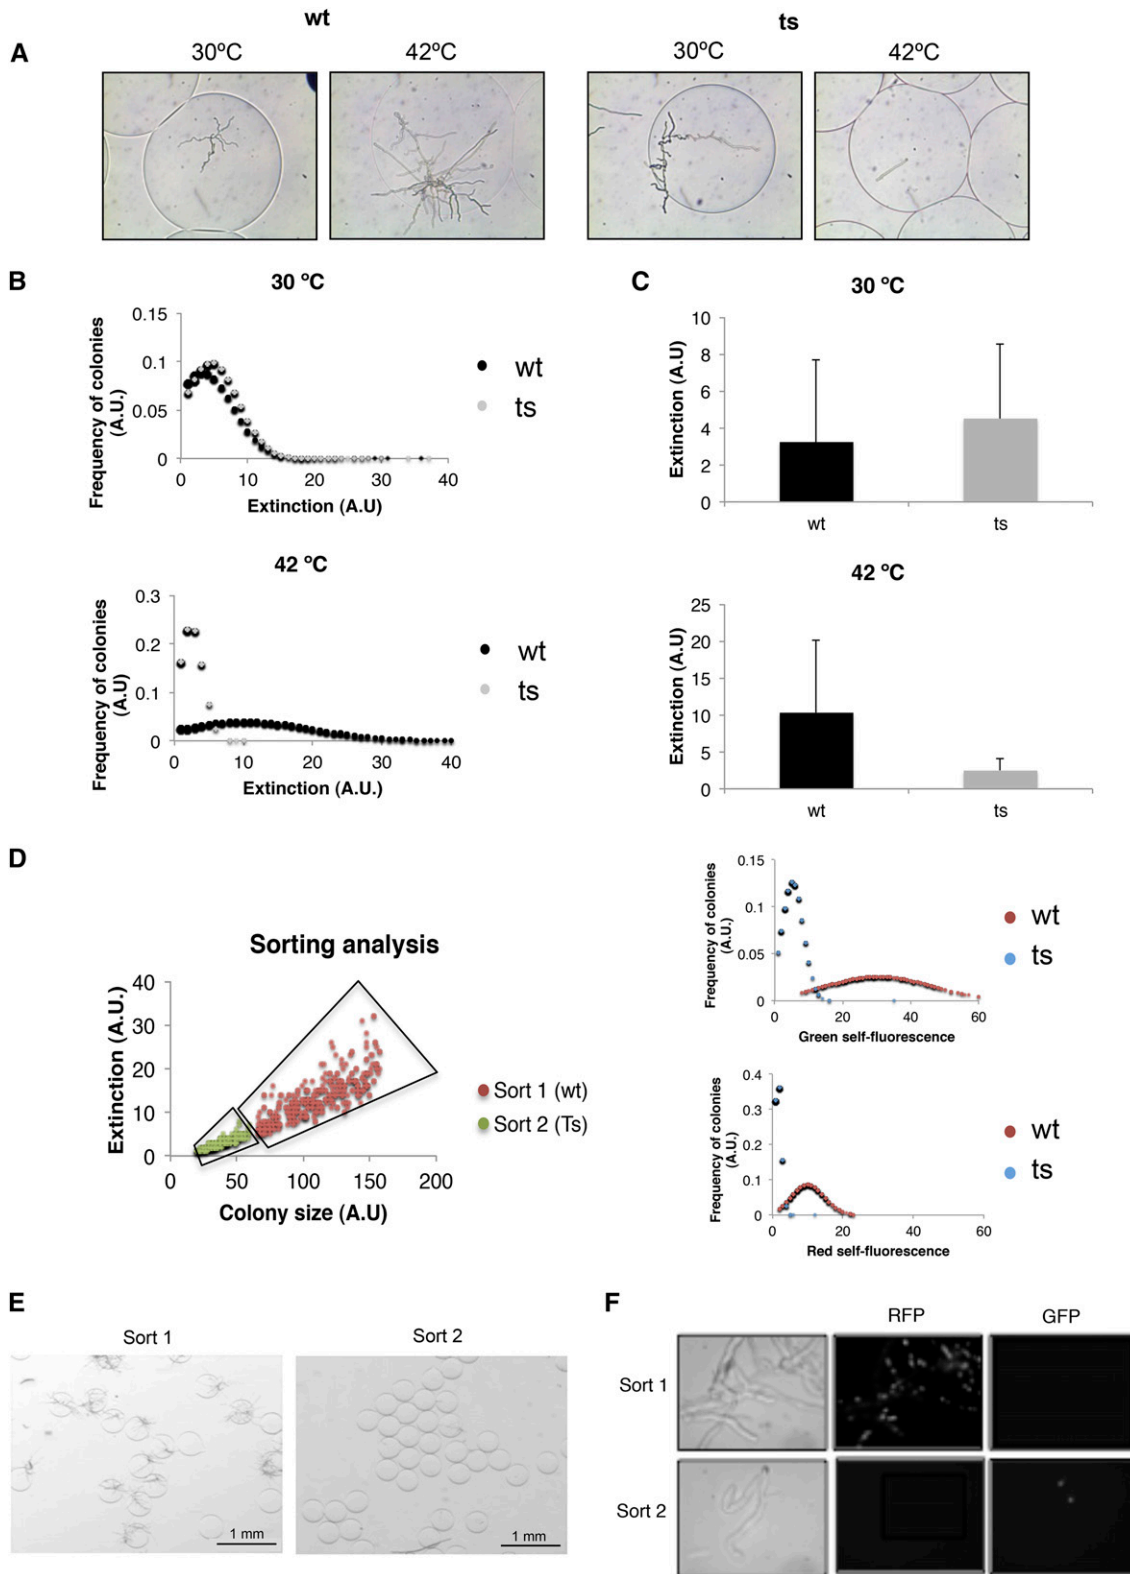 wt
ts
A
30ºC
42ºC
30ºC
42ºC
B
30 ºC
Frequency of colonies
(A.U.)
0.15
0.1
0.05
0
0 10 20 30 40
Extinction (A.U)
wt
ts
42 ºC
Frequency of colonies
(A.U)
0.3
0.2
0.1
0
0 10 20 30 40
Extinction (A.U.)
wt
ts
C
30 ºC
Extinction (A.U)
10
8
6
4
2
0
wt ts
42 ºC
Extinction (A.U)
25
20
15
10
5
0
wt ts
D
Sorting analysis
Extinction (A.U.)
40
30
20
10
0
0 50 100 150 200
Colony size (A.U)
Sort 1 (wt)
Sort 2 (Ts)
Frequency of colonies
(A.U.)
0.15
0.1
0.05
0
0 20 40 60
Green self-fluorescence
wt
ts
Frequency of colonies
(A.U.)
0.4
0.3
0.2
0.1
0
0 20 40 60
Red self-fluorescence
wt
ts
E
Sort 1
Sort 2
1 mm
1 mm
F
RFP
GFP
Sort 1
Sort 2